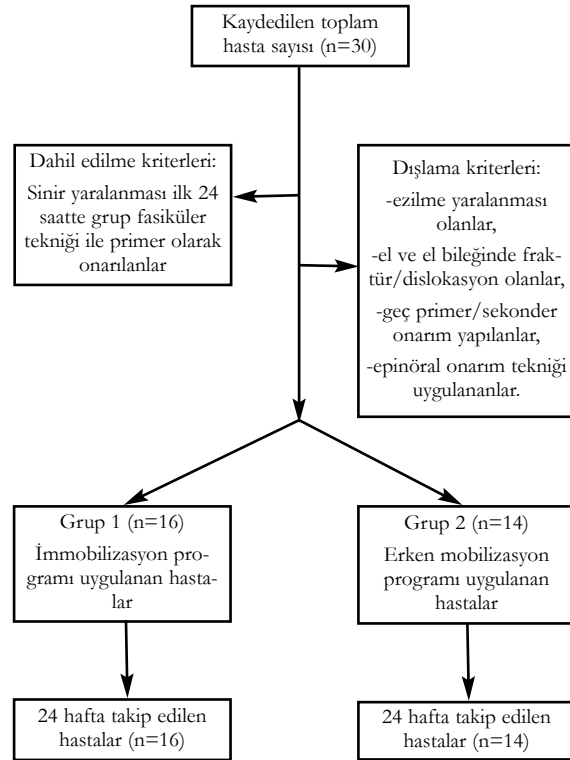 Kaydedilen toplam
hasta sayısı (n=30)
Dahil edilme kriterleri:
Sinir yaralanması ilk 24
saatte grup fasiküler
tekniği ile primer olarak
onarılanlar
Dışlama kriterleri:
-ezilme yaralanması
olanlar,
-el ve el bileğinde frak-
tür/dislokasyon olanlar,
-geç primer/sekonder
onarım yapılanlar,
-epinöral onarım tekniği
uygulananlar.
Grup 1 (n=16)
İmmobilizasyon pro-
gramı uygulanan hasta-
lar
Grup 2 (n=14)
Erken mobilizasyon
programı uygulanan
hastalar
24 hafta takip edilen
hastalar (n=16)
24 hafta takip edilen
hastalar (n=14)